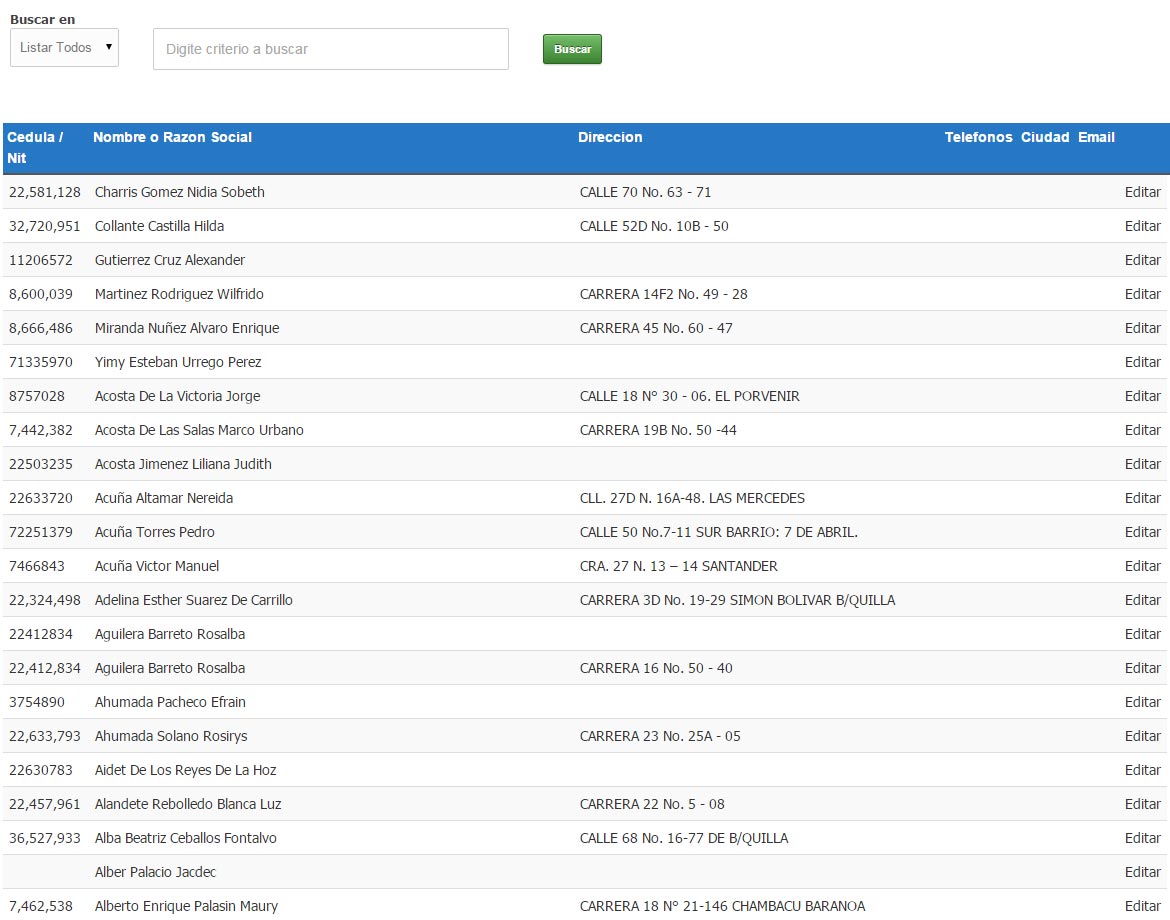 Buscar en
Listar Todos Digite criterio a buscar Buscar
Cedula / Nombre o Razon Social Direccion Telefonos Ciudad Email
Nit
22,581,128 Charris Gomez Nidia Sobeth CALLE 70 No. 63 - 71 Editar
32,720,951 Collante Castilla Hilda CALLE 52D No. 10B - 50 Editar
11206572 Gutierrez Cruz Alexander Editar
8,600,039 Martinez Rodriguez Wilfrido CARRERA 14F2 No. 49 - 28 Editar
8,666,486 Miranda Nuñez Alvaro Enrique CARRERA 45 No. 60 - 47 Editar
71335970 Yimy Esteban Urrego Perez Editar
8757028 Acosta De La Victoria Jorge CALLE 18 N° 30 - 06. EL PORVENIR Editar
7,442,382 Acosta De Las Salas Marco Urbano CARRERA 19B No. 50 -44 Editar
22503235 Acosta Jimenez Liliana Judith Editar
22633720 Acuña Altamar Nereida CLL. 27D N. 16A-48. LAS MERCEDES Editar
72251379 Acuña Torres Pedro CALLE 50 No.7-11 SUR BARRIO: 7 DE ABRIL. Editar
7466843 Acuña Victor Manuel CRA. 27 N. 13 – 14 SANTANDER Editar
22,324,498 Adelina Esther Suarez De Carrillo CARRERA 3D No. 19-29 SIMON BOLIVAR B/QUILLA Editar
22412834 Aguilera Barreto Rosalba Editar
22,412,834 Aguilera Barreto Rosalba CARRERA 16 No. 50 - 40 Editar
3754890 Ahumada Pacheco Efrain Editar
22,633,793 Ahumada Solano Rosirys CARRERA 23 No. 25A - 05 Editar
22630783 Aidet De Los Reyes De La Hoz Editar
22,457,961 Alandete Rebolledo Blanca Luz CARRERA 22 No. 5 - 08 Editar
36,527,933 Alba Beatriz Ceballos Fontalvo CALLE 68 No. 16-77 DE B/QUILLA Editar
Alber Palacio Jacdec Editar
7,462,538 Alberto Enrique Palasin Maury CARRERA 18 N° 21-146 CHAMBACU BARANOA Editar